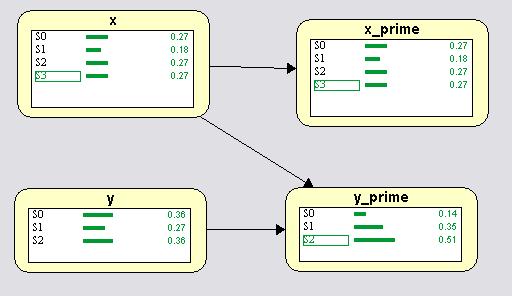 x
S0 0.27
S1 0.18
S2 0.27
S3 0.27
x_prime
S0 0.27
S1 0.18
S2 0.27
S3 0.27
y
S0 0.36
S1 0.27
S2 0.36
y_prime
S0 0.14
S1 0.35
S2 0.51